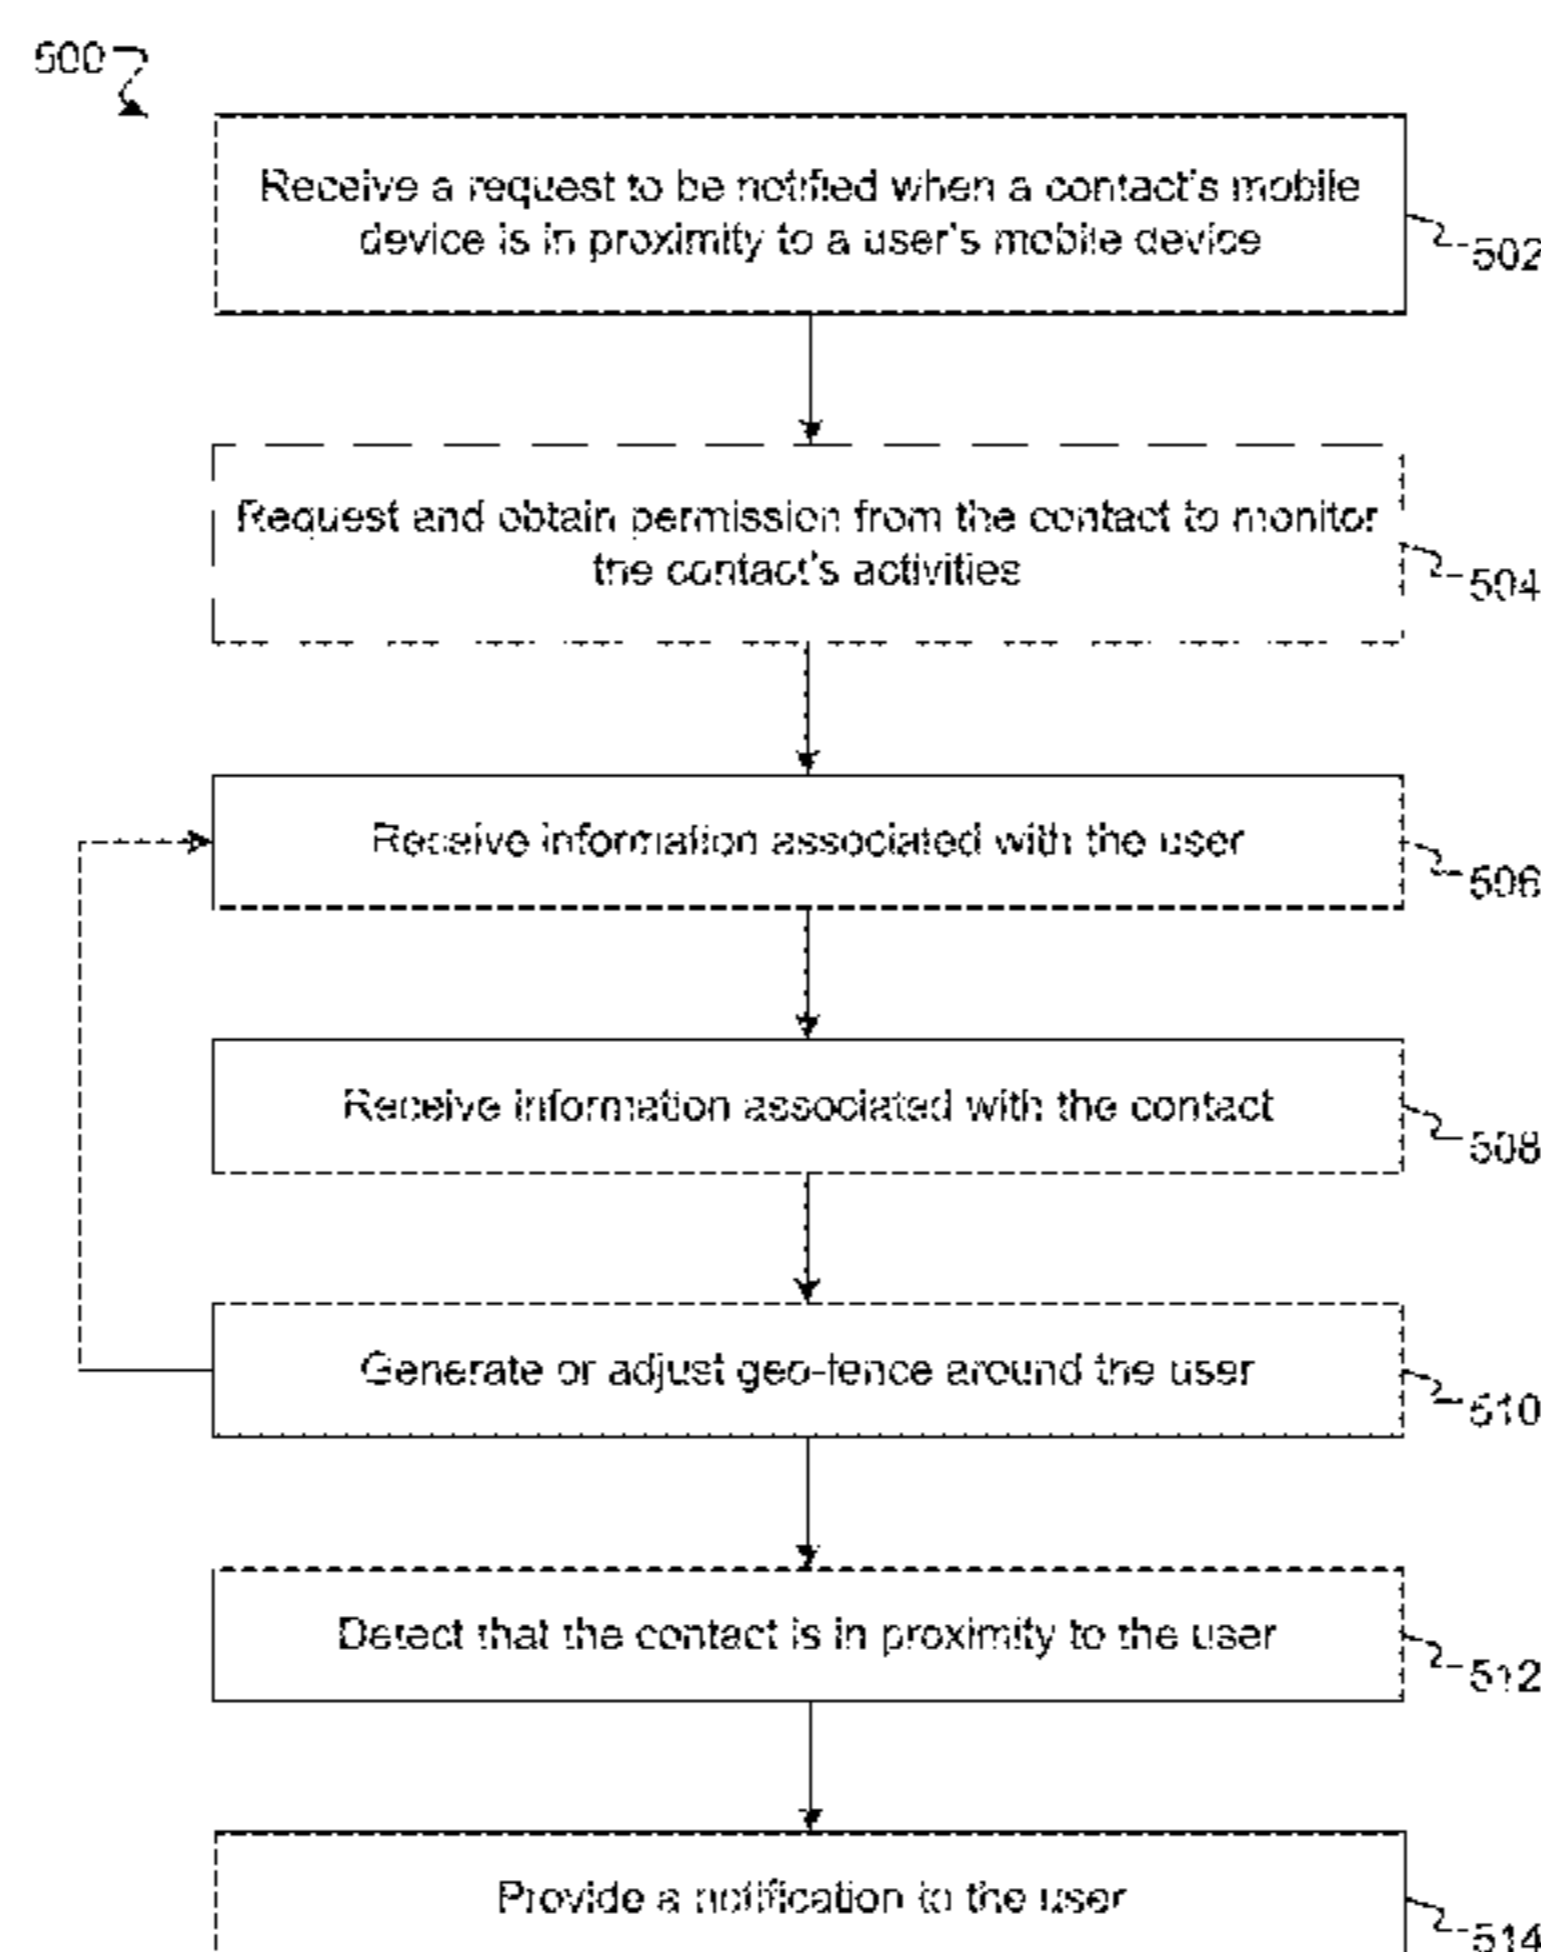 500
Receive a request to be notified when a contact's mobile
device is in proximity to a user's mobile device
502
Request and obtain permission from the contact to monitor
the contact's activities
504
Receive information associated with the user
506
Receive information associated with the contact
508
Generate or adjust geo-fence around the user
510
Detect that the contact is in proximity to the user
512
Provide a notification to the user
514